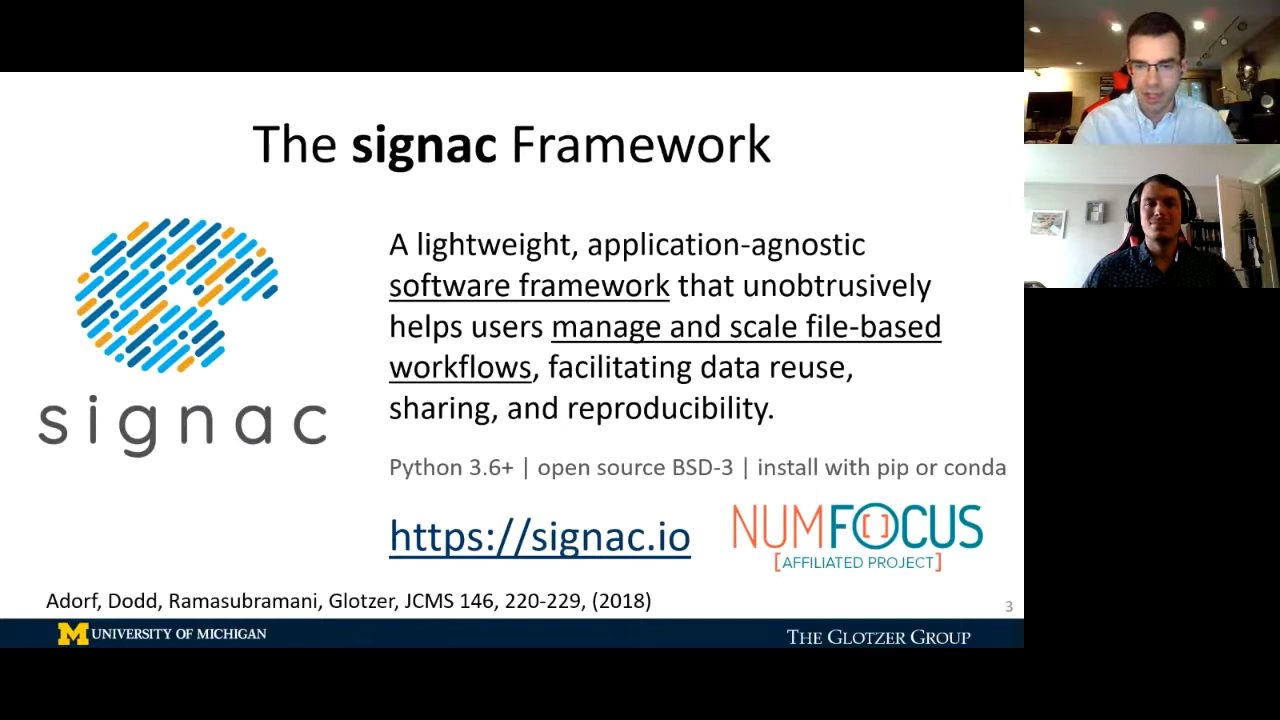 The signac Framework
signac
A lightweight, application-agnostic
software framework that unobtrusively
helps users manage and scale file-based
workflows, facilitating data reuse,
sharing, and reproducibility.
Python 3.6+ | open source BSD-3 | install with pip or conda
https://signac.io
NUMFOCUS
[AFFILIATED PROJECT]
Adorf, Dodd, Ramasubramani, Glotzer, JCMS 146, 220-229, (2018)
3
M UNIVERSITY OF MICHIGAN
THE GLOTZER GROUP